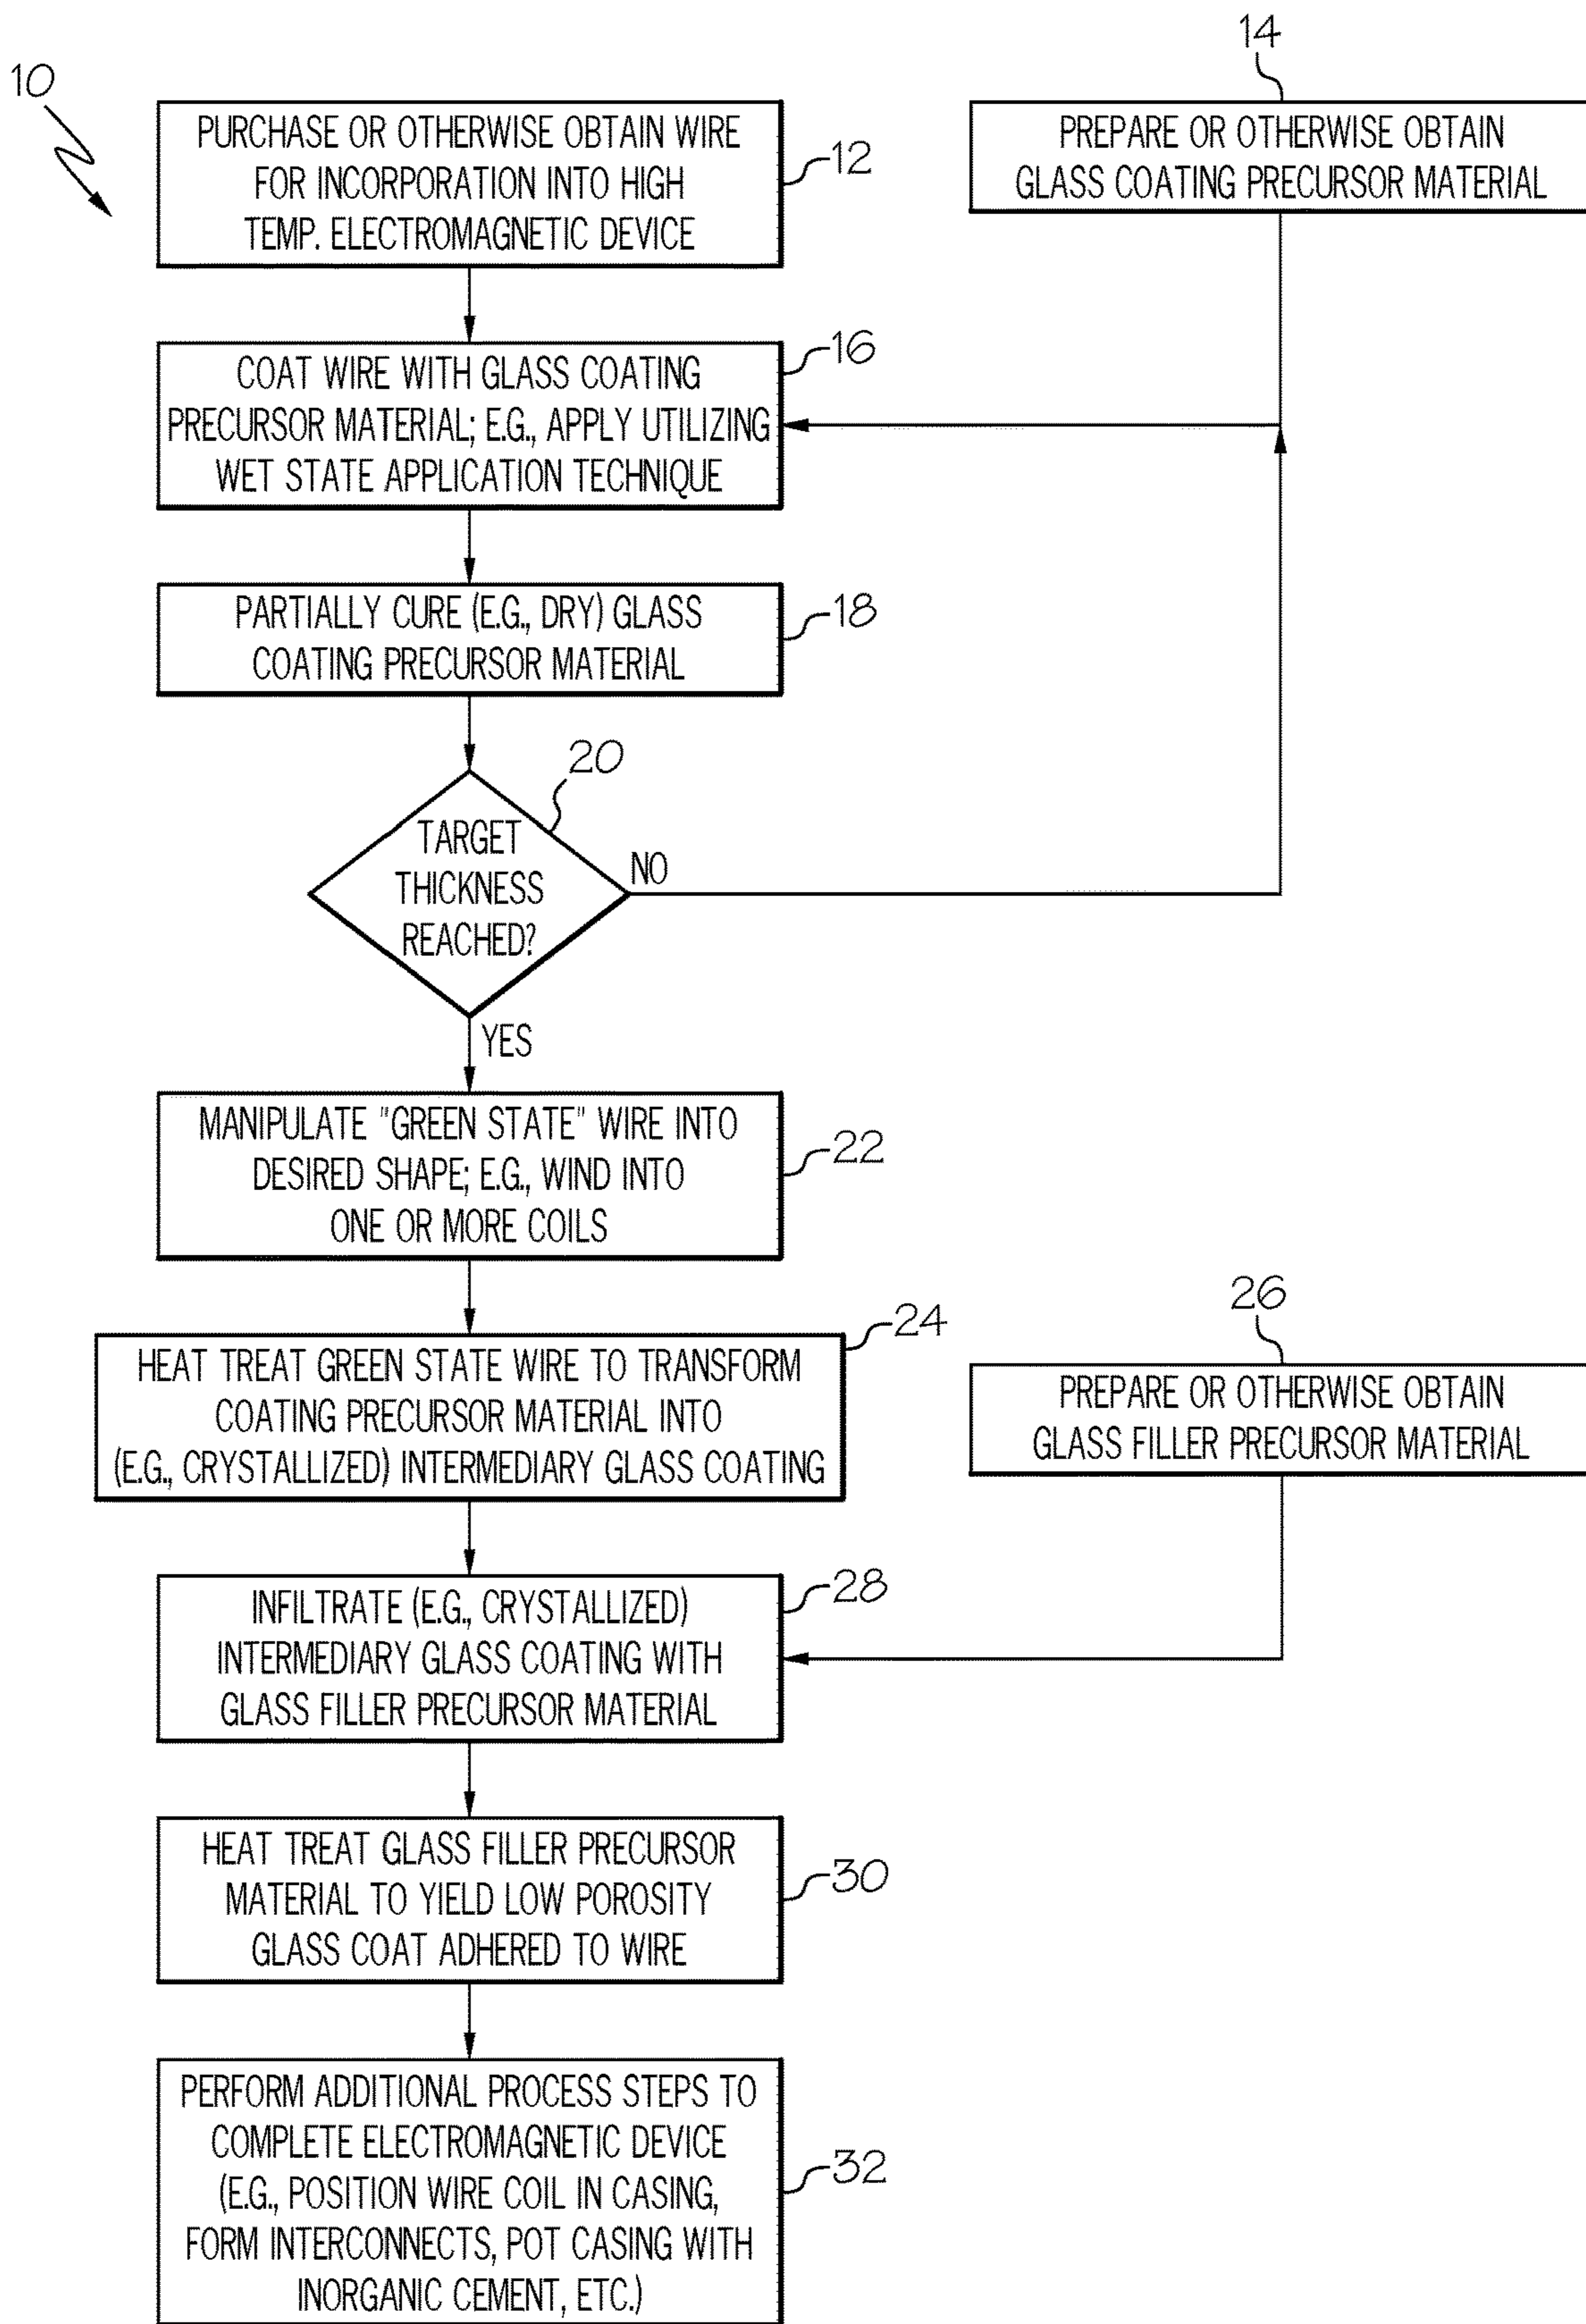 10
PURCHASE OR OTHERWISE OBTAIN WIRE
FOR INCORPORATION INTO HIGH
TEMP. ELECTROMAGNETIC DEVICE
12
14
PREPARE OR OTHERWISE OBTAIN
GLASS COATING PRECURSOR MATERIAL
COAT WIRE WITH GLASS COATING
PRECURSOR MATERIAL; E.G., APPLY UTILIZING
WET STATE APPLICATION TECHNIQUE
16
PARTIALLY CURE (E.G., DRY) GLASS
COATING PRECURSOR MATERIAL
18
TARGET
THICKNESS
REACHED?
20
NO
YES
MANIPULATE "GREEN STATE" WIRE INTO
DESIRED SHAPE; E.G., WIND INTO
ONE OR MORE COILS
22
HEAT TREAT GREEN STATE WIRE TO TRANSFORM
COATING PRECURSOR MATERIAL INTO
(E.G., CRYSTALLIZED) INTERMEDIARY GLASS COATING
24
26
PREPARE OR OTHERWISE OBTAIN
GLASS FILLER PRECURSOR MATERIAL
INFILTRATE (E.G., CRYSTALLIZED)
INTERMEDIARY GLASS COATING WITH
GLASS FILLER PRECURSOR MATERIAL
28
HEAT TREAT GLASS FILLER PRECURSOR
MATERIAL TO YIELD LOW POROSITY
GLASS COAT ADHERED TO WIRE
30
PERFORM ADDITIONAL PROCESS STEPS TO
COMPLETE ELECTROMAGNETIC DEVICE
(E.G., POSITION WIRE COIL IN CASING,
FORM INTERCONNECTS, POT CASING WITH
INORGANIC CEMENT, ETC.)
32